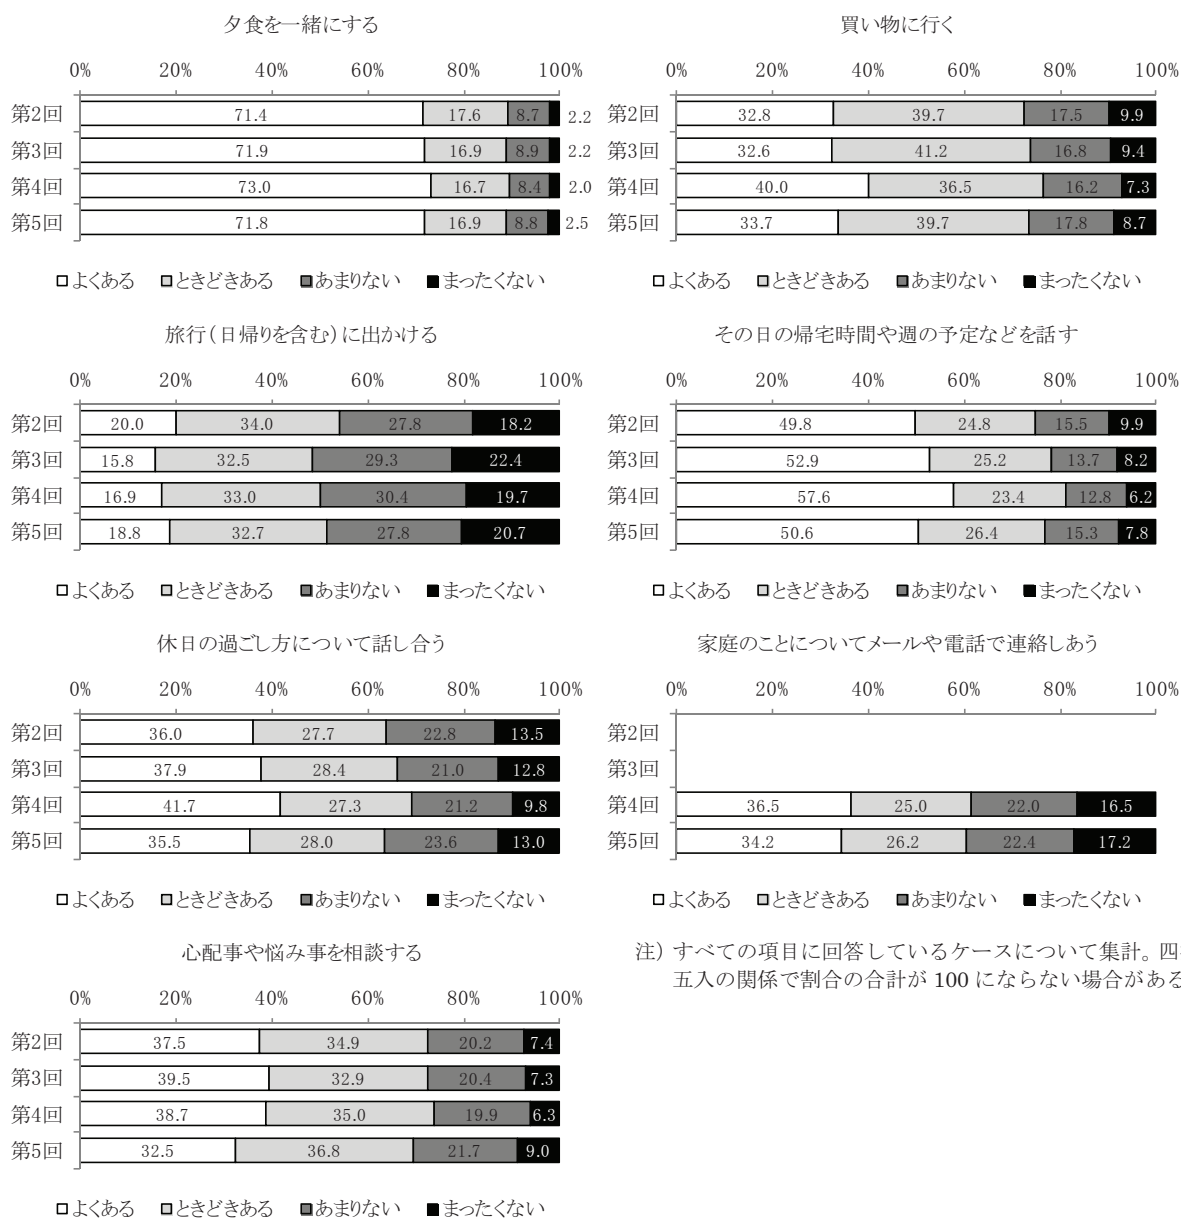 夕食を一緒にする
0% 20% 40% 60% 80% 100%
第2回 71.4 17.6 8.7 2.2
第3回 71.9 16.9 8.9 2.2
第4回 73.0 16.7 8.4 2.0
第5回 71.8 16.9 8.8 2.5
よくある ときどきある あまりない まったくない
買い物に行く
0% 20% 40% 60% 80% 100%
第2回 32.8 39.7 17.5 9.9
第3回 32.6 41.2 16.8 9.4
第4回 40.0 36.5 16.2 7.3
第5回 33.7 39.7 17.8 8.7
よくある ときどきある あまりない まったくない
旅行(日帰りを含む)に出かける
0% 20% 40% 60% 80% 100%
第2回 20.0 34.0 27.8 18.2
第3回 15.8 32.5 29.3 22.4
第4回 16.9 33.0 30.4 19.7
第5回 18.8 32.7 27.8 20.7
よくある ときどきある あまりない まったくない
その日の帰宅時間や週の予定などを話す
0% 20% 40% 60% 80% 100%
第2回 49.8 24.8 15.5 9.9
第3回 52.9 25.2 13.7 8.2
第4回 57.6 23.4 12.8 6.2
第5回 50.6 26.4 15.3 7.8
よくある ときどきある あまりない まったくない
休日の過ごし方について話し合う
0% 20% 40% 60% 80% 100%
第2回 36.0 27.7 22.8 13.5
第3回 37.9 28.4 21.0 12.8
第4回 41.7 27.3 21.2 9.8
第5回 35.5 28.0 23.6 13.0
よくある ときどきある あまりない まったくない
家庭のことについてメールや電話で連絡しあう
0% 20% 40% 60% 80% 100%
第2回
第3回
第4回 36.5 25.0 22.0 16.5
第5回 34.2 26.2 22.4 17.2
よくある ときどきある あまりない まったくない
心配事や悩み事を相談する
0% 20% 40% 60% 80% 100%
第2回 37.5 34.9 20.2 7.4
第3回 39.5 32.9 20.4 7.3
第4回 38.7 35.0 19.9 6.3
第5回 32.5 36.8 21.7 9.0
よくある ときどきある あまりない まったくない
注) すべての項目に回答しているケースについて集計。四
五入の関係で割合の合計が 100 にならない場合がある